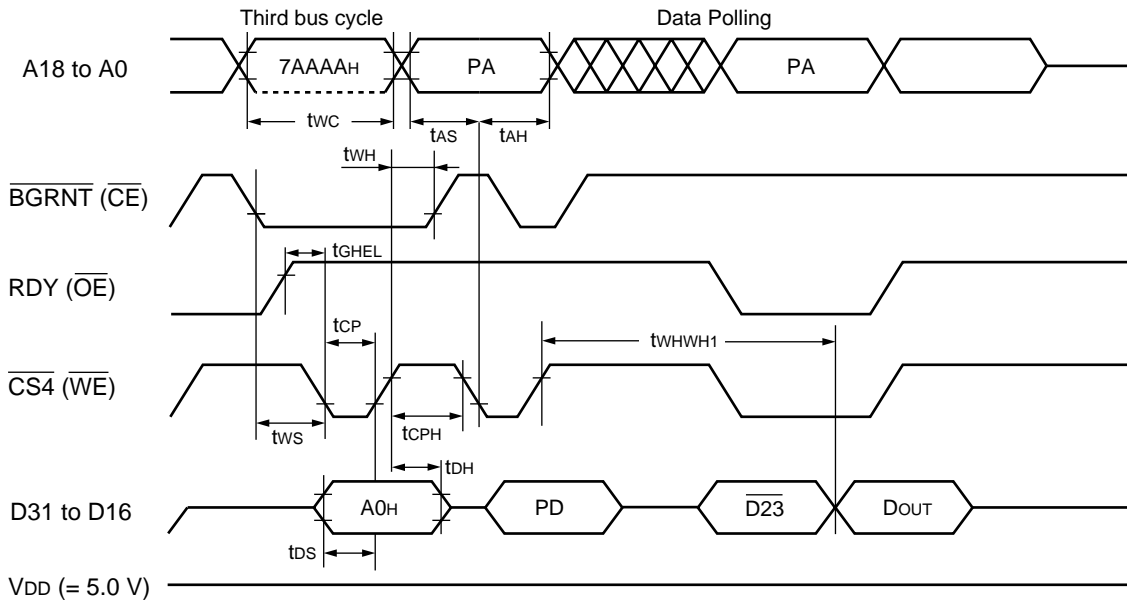 Third bus cycle Data Polling
A18 to A0 7AAAAH PA PA
tWC tAS tAH
tWH
BGRNT (CE)
tGHEL
RDY (OE)
tCP tWHWH1
CS4 (WE)
tWS tCPH
tDH
D31 to D16 A0H PD D23 DOUT
tDS
VDD (= 5.0 V)